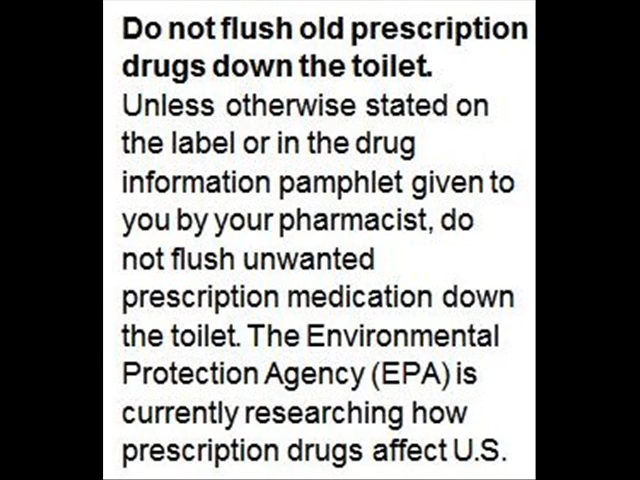 Do not flush old prescription
drugs down the toilet.
Unless otherwise stated on
the label or in the drug
information pamphlet given to
you by your pharmacist, do
not flush unwanted
prescription medication down
the toilet. The Environmental
Protection Agency (EPA) is
currently researching how
prescription drugs affect U.S.